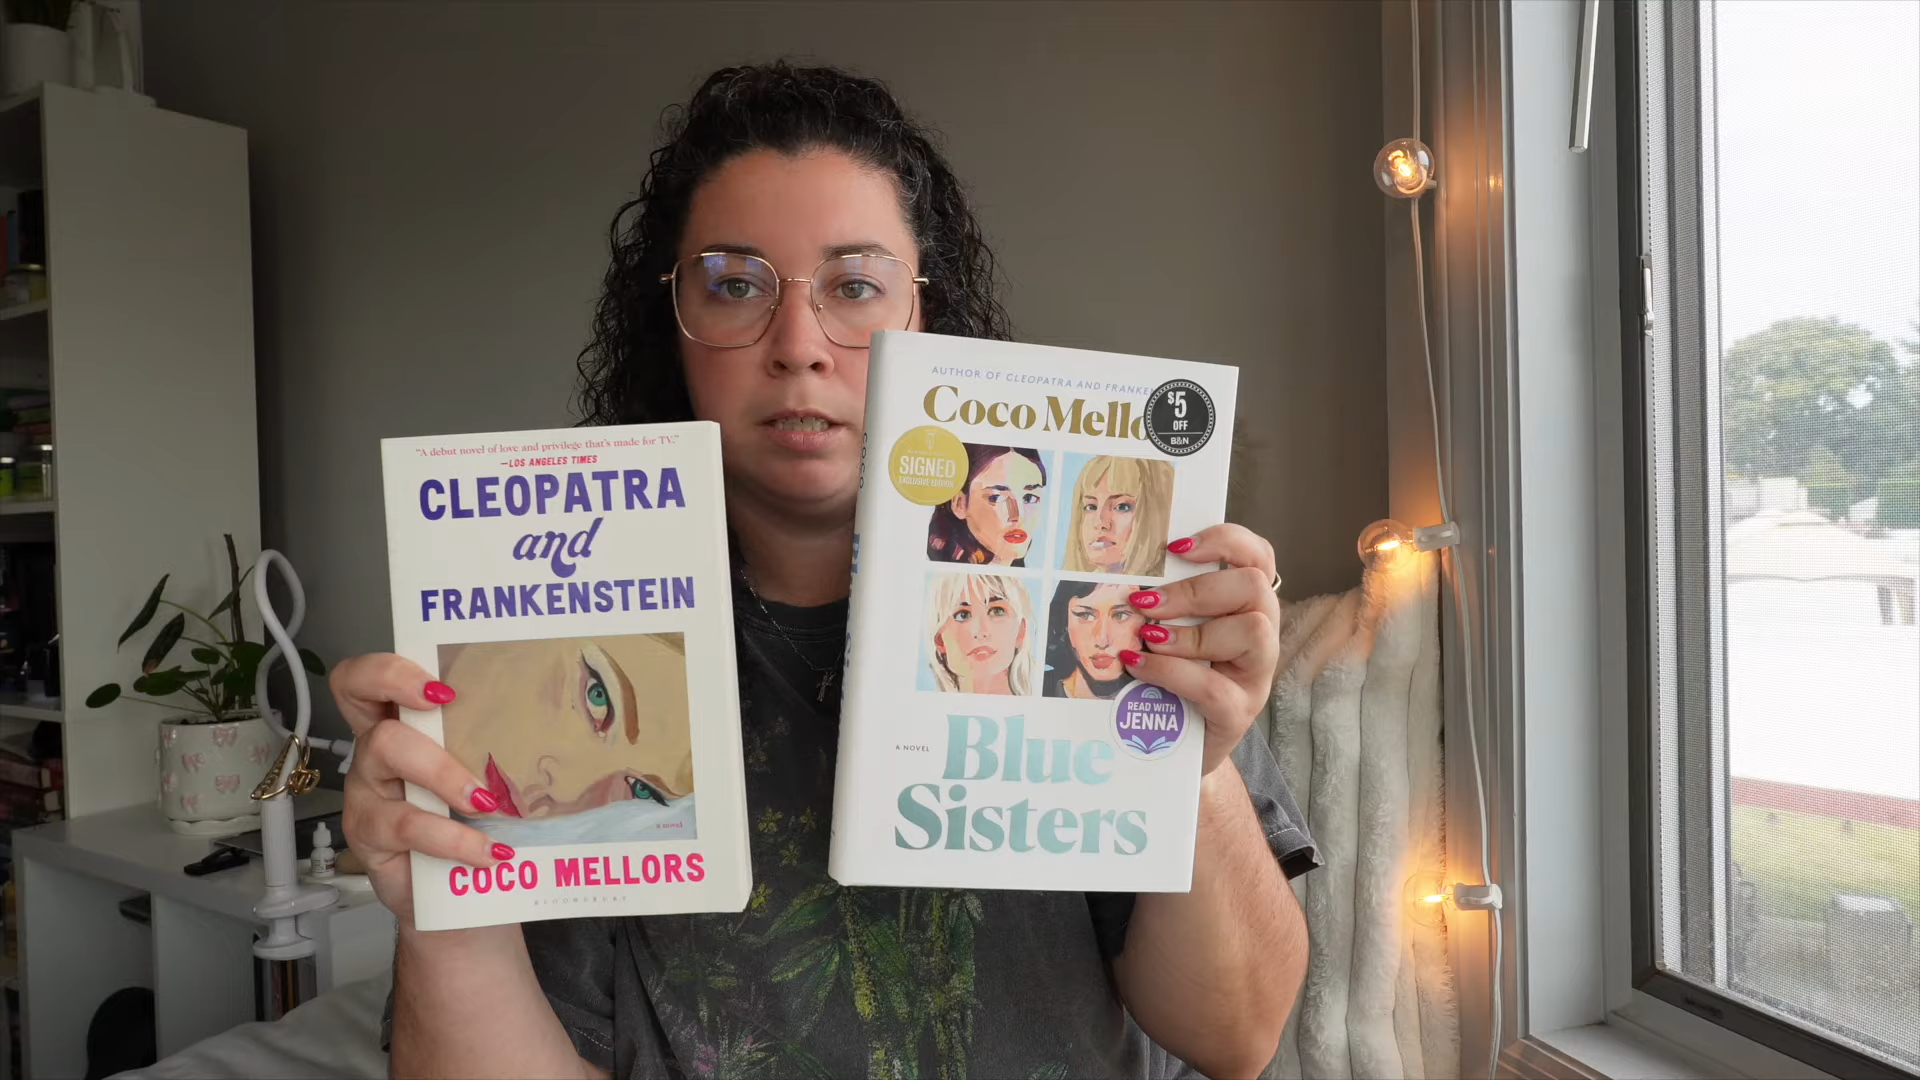 "A debut novel of love and privilege that's made for TV."
—LOS ANGELES TIMES
CLEOPATRA
and
FRANKENSTEIN
a novel
COCO MELLORS
BLOOMSBURY
AUTHOR OF CLEOPATRA AND FRANKE
Coco Mello
$5
OFF
B&N
SIGNED
EXCLUSIVE EDITION
READ WITH
JENNA
A NOVEL
Blue
Sisters
COCO